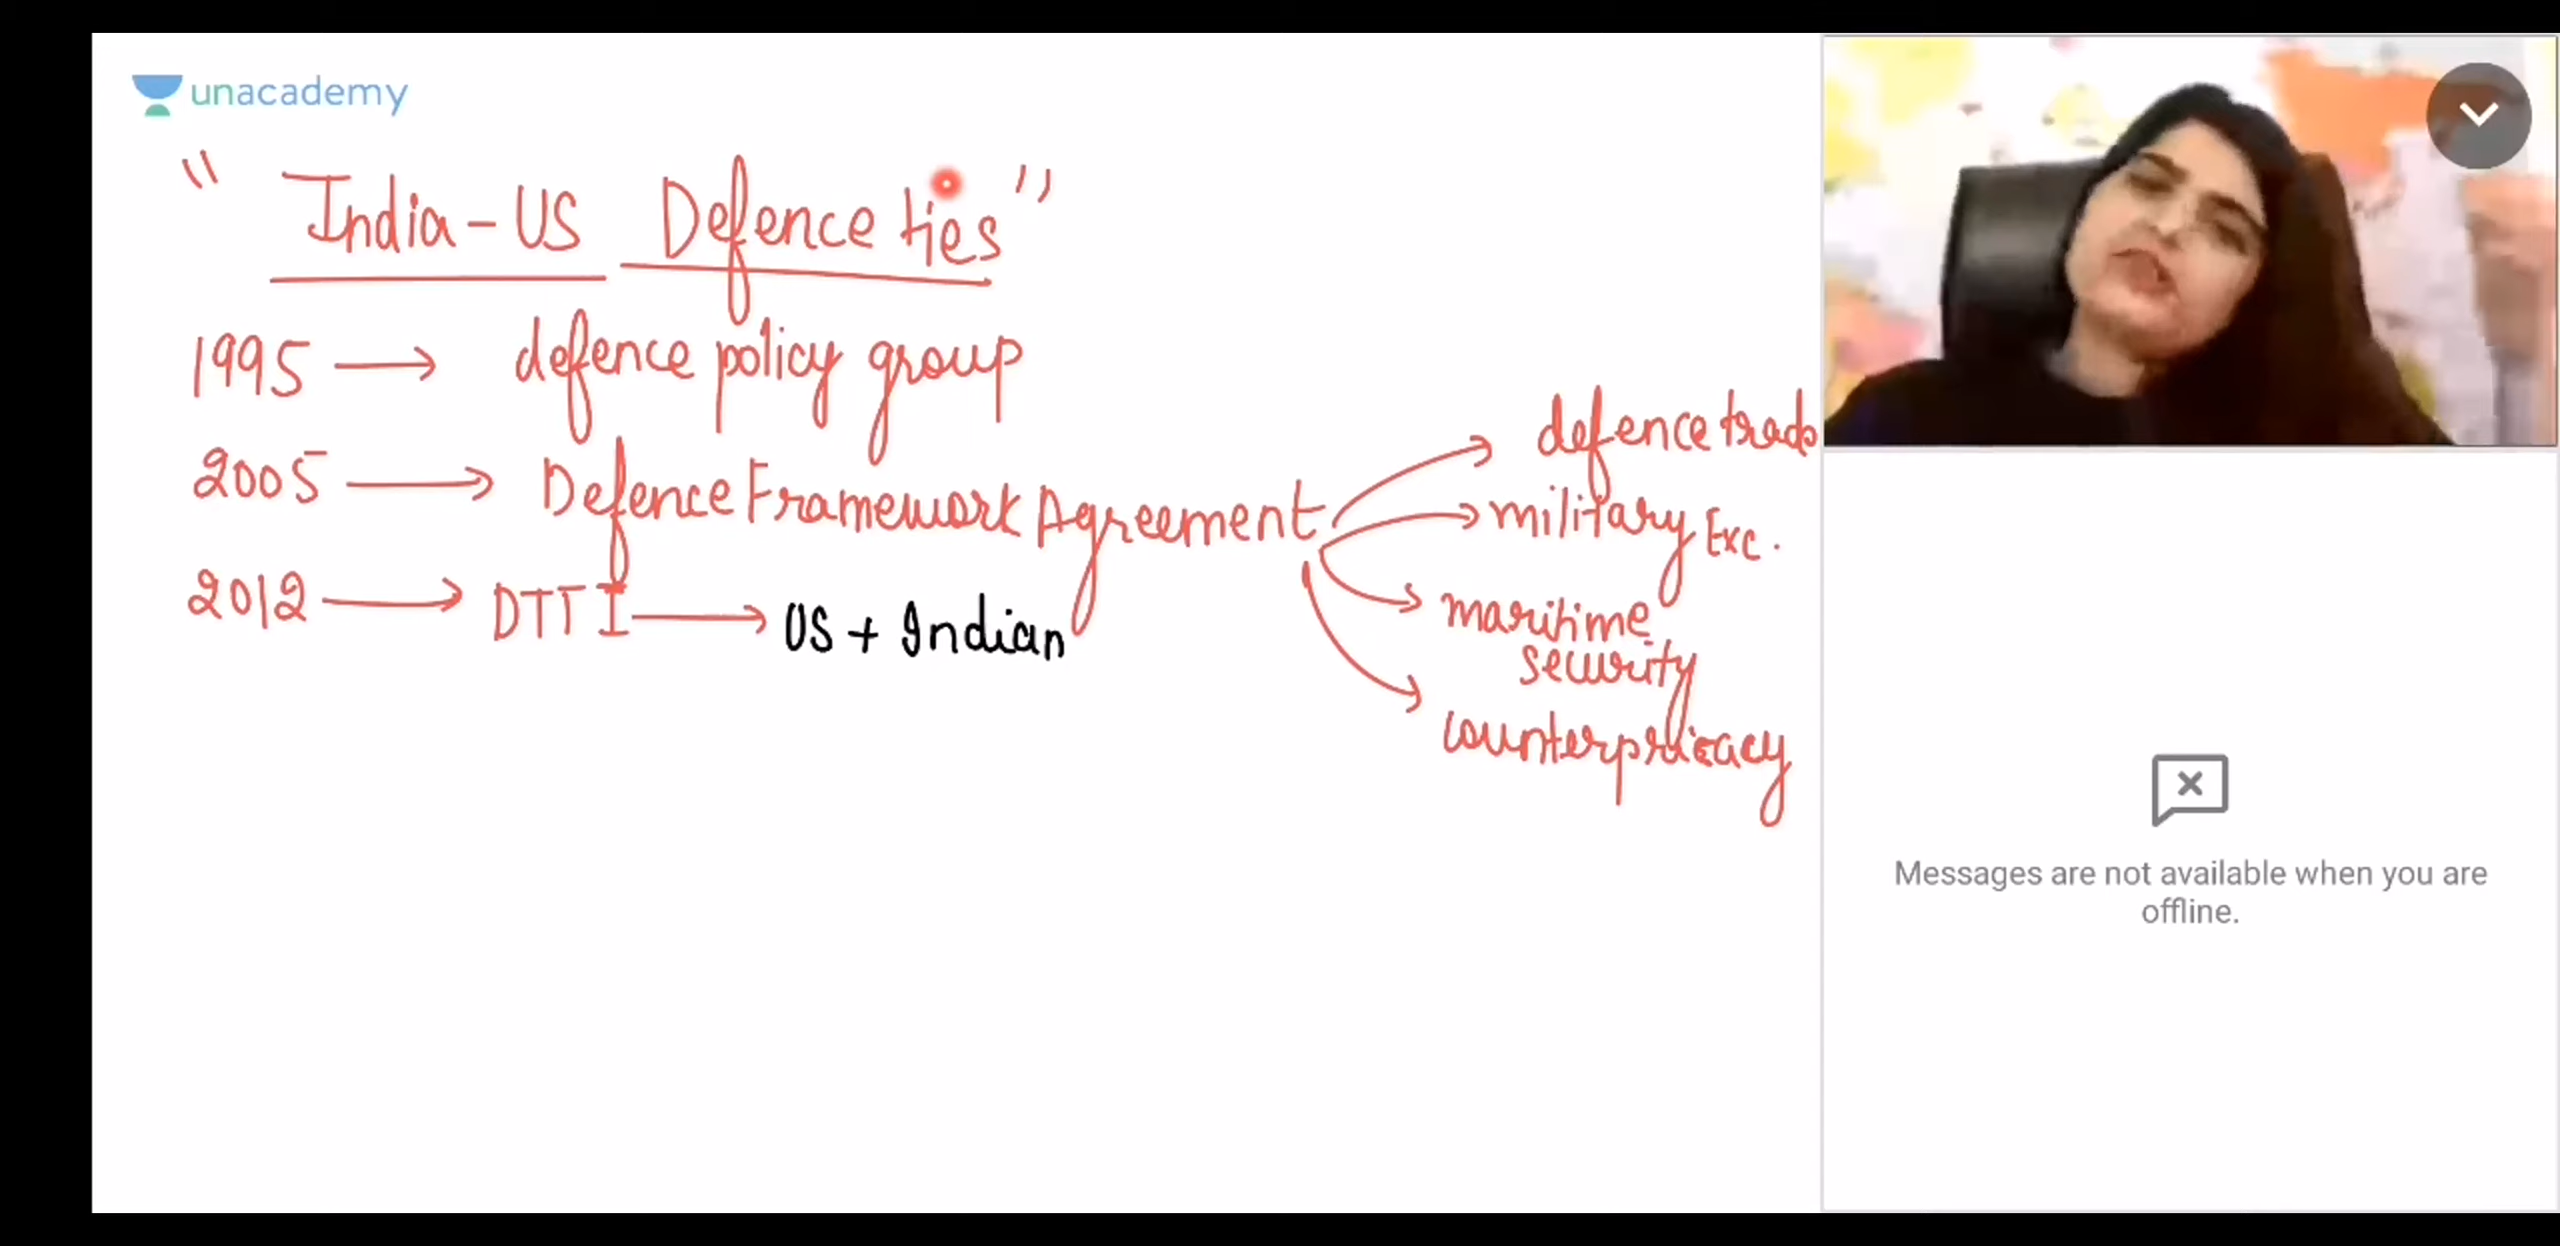 unacademy
" India - US Defence ties "
1995 → defence policy group
2005 → Defence Framework Agreement
→ defence trade
→ military Exc.
→ maritime
security
→
2012 → DTTI → US + Indian
Messages are not available when you are
offline.